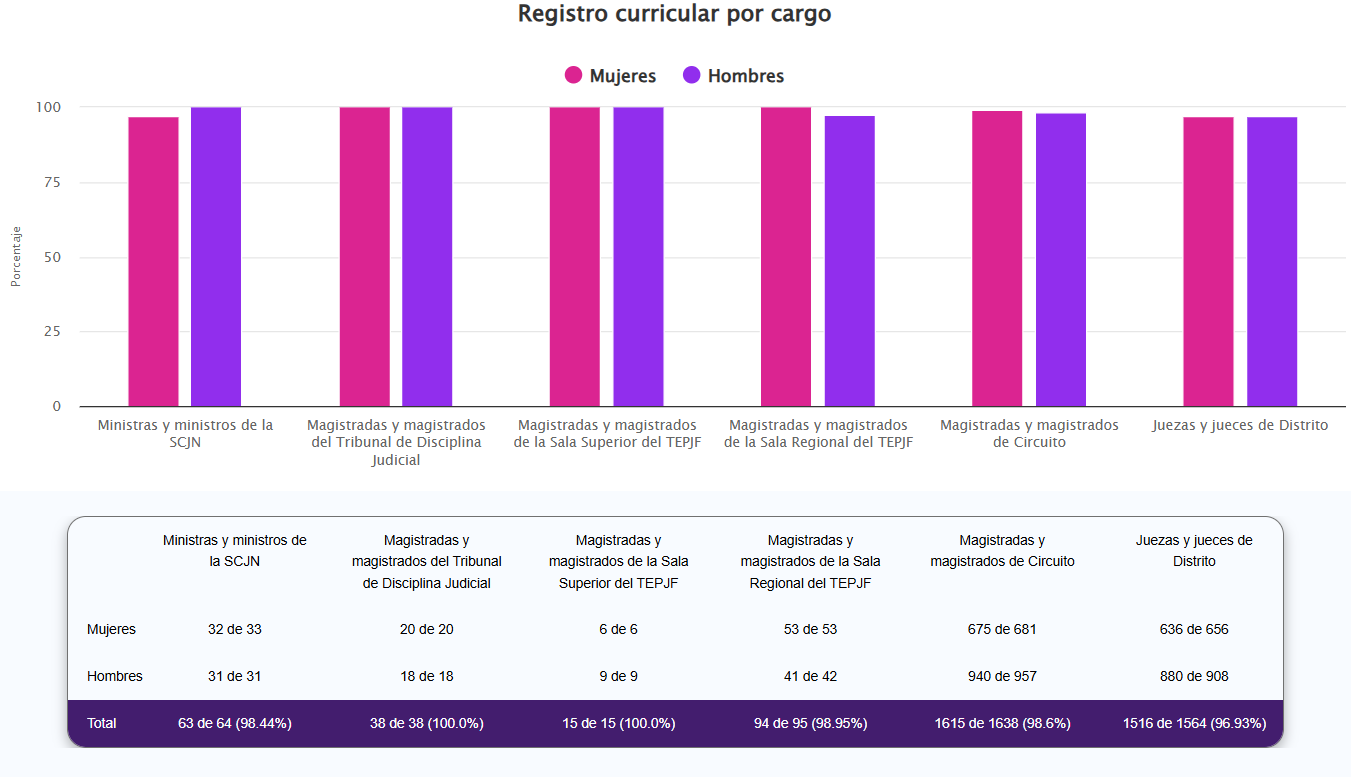 Registro curricular por cargo
Mujeres Hombres
100
75
50
25
0
Porcentaje
Ministras y ministros de la
SCJN
Magistradas y magistrados
del Tribunal de Disciplina
Judicial
Magistradas y magistrados
de la Sala Superior del TEPJF
Magistradas y magistrados
de la Sala Regional del TEPJF
Magistradas y magistrados
de Circuito
Juezas y jueces de Distrito
Ministras y ministros de
la SCJN
Magistradas y
magistrados del Tribunal
de Disciplina Judicial
Magistradas y
magistrados de la Sala
Superior del TEPJF
Magistradas y
magistrados de la Sala
Regional del TEPJF
Magistradas y
magistrados de Circuito
Juezas y jueces de
Distrito
Mujeres 32 de 33 20 de 20 6 de 6 53 de 53 675 de 681 636 de 656
Hombres 31 de 31 18 de 18 9 de 9 41 de 42 940 de 957 880 de 908
Total 63 de 64 (98.44%) 38 de 38 (100.0%) 15 de 15 (100.0%) 94 de 95 (98.95%) 1615 de 1638 (98.6%) 1516 de 1564 (96.93%)